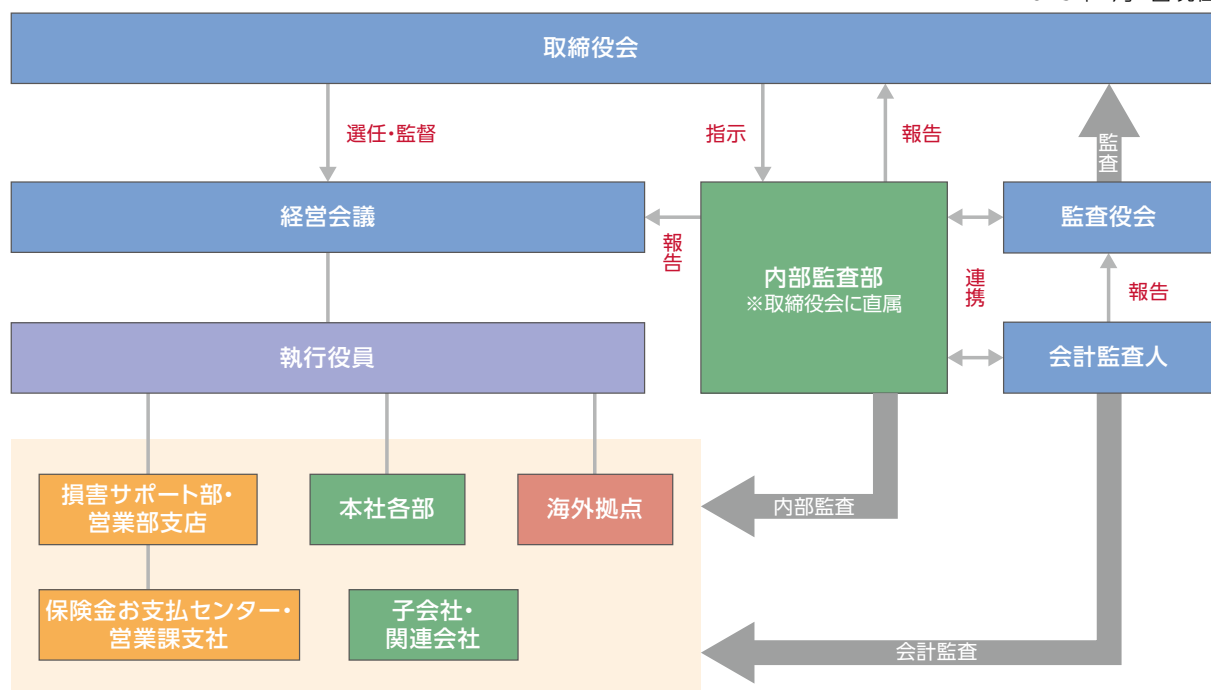 取締役会
選任・監督
指示
報告
監査
経営会議
報告
内部監査部
※取締役会に直属
連携
監査役会
報告
執行役員
会計監査人
損害サポート部・
営業部支店
本社各部
海外拠点
内部監査
保険金お支払センター・
営業課支社
子会社・
関連会社
会計監査